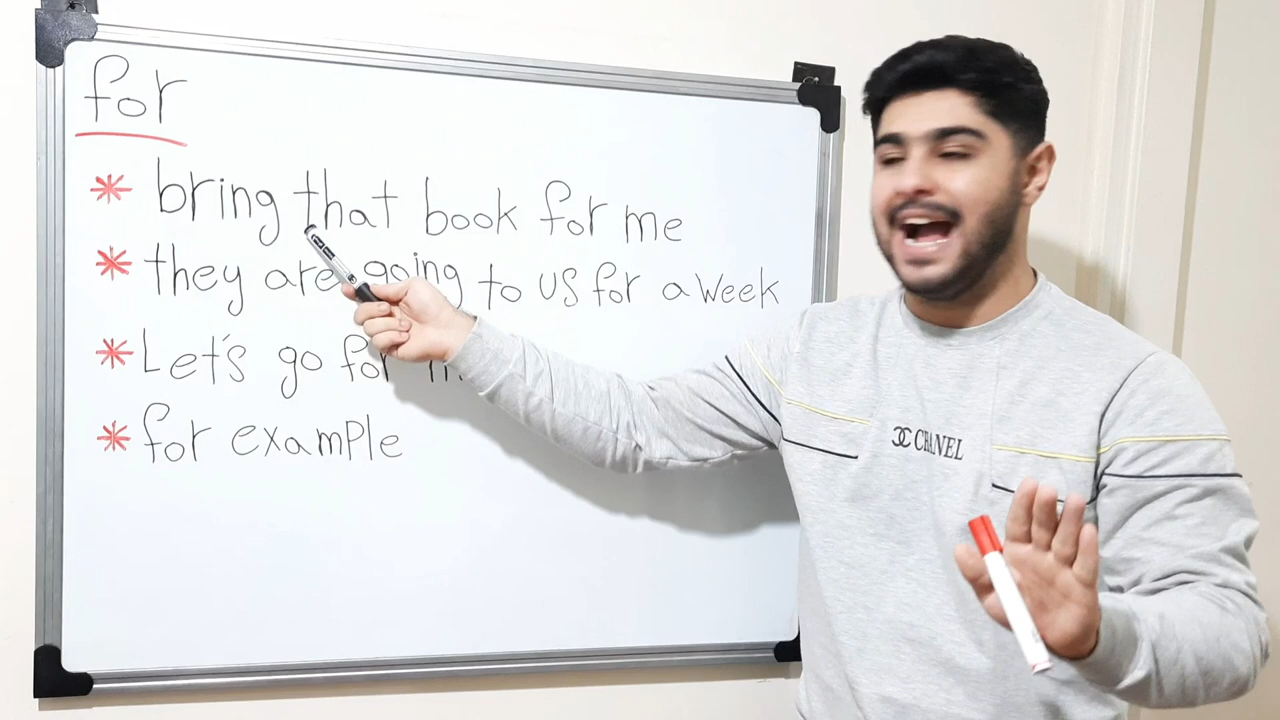 for
* bring that book for me
* they are going to us for a week
* Let's go for
* for example
CHANEL